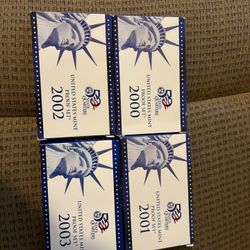 UNITED STATES MINT
PROOF SET
2002
UNITED STATES MINT
PROOF SET
2000
UNITED STATES MINT
PROOF SET
2003
UNITED STATES MINT
PROOF SET
2001